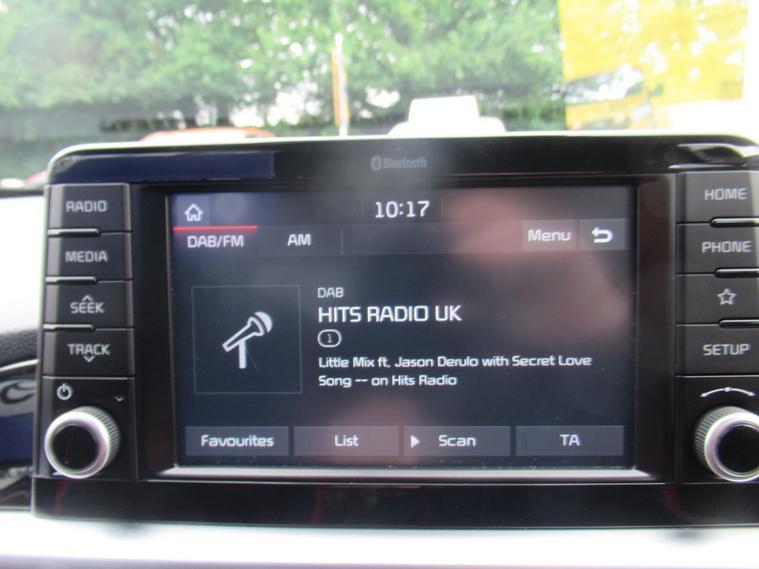 Bluetooth
RADIO
MEDIA
SEEK
TRACK
10:17
DAB/FM
AM
Menu
DAB
HITS RADIO UK
1
Little Mix ft. Jason Derulo with Secret Love
Song -- on Hits Radio
Favourites
List
Scan
TA
HOME
PHONE
SETUP